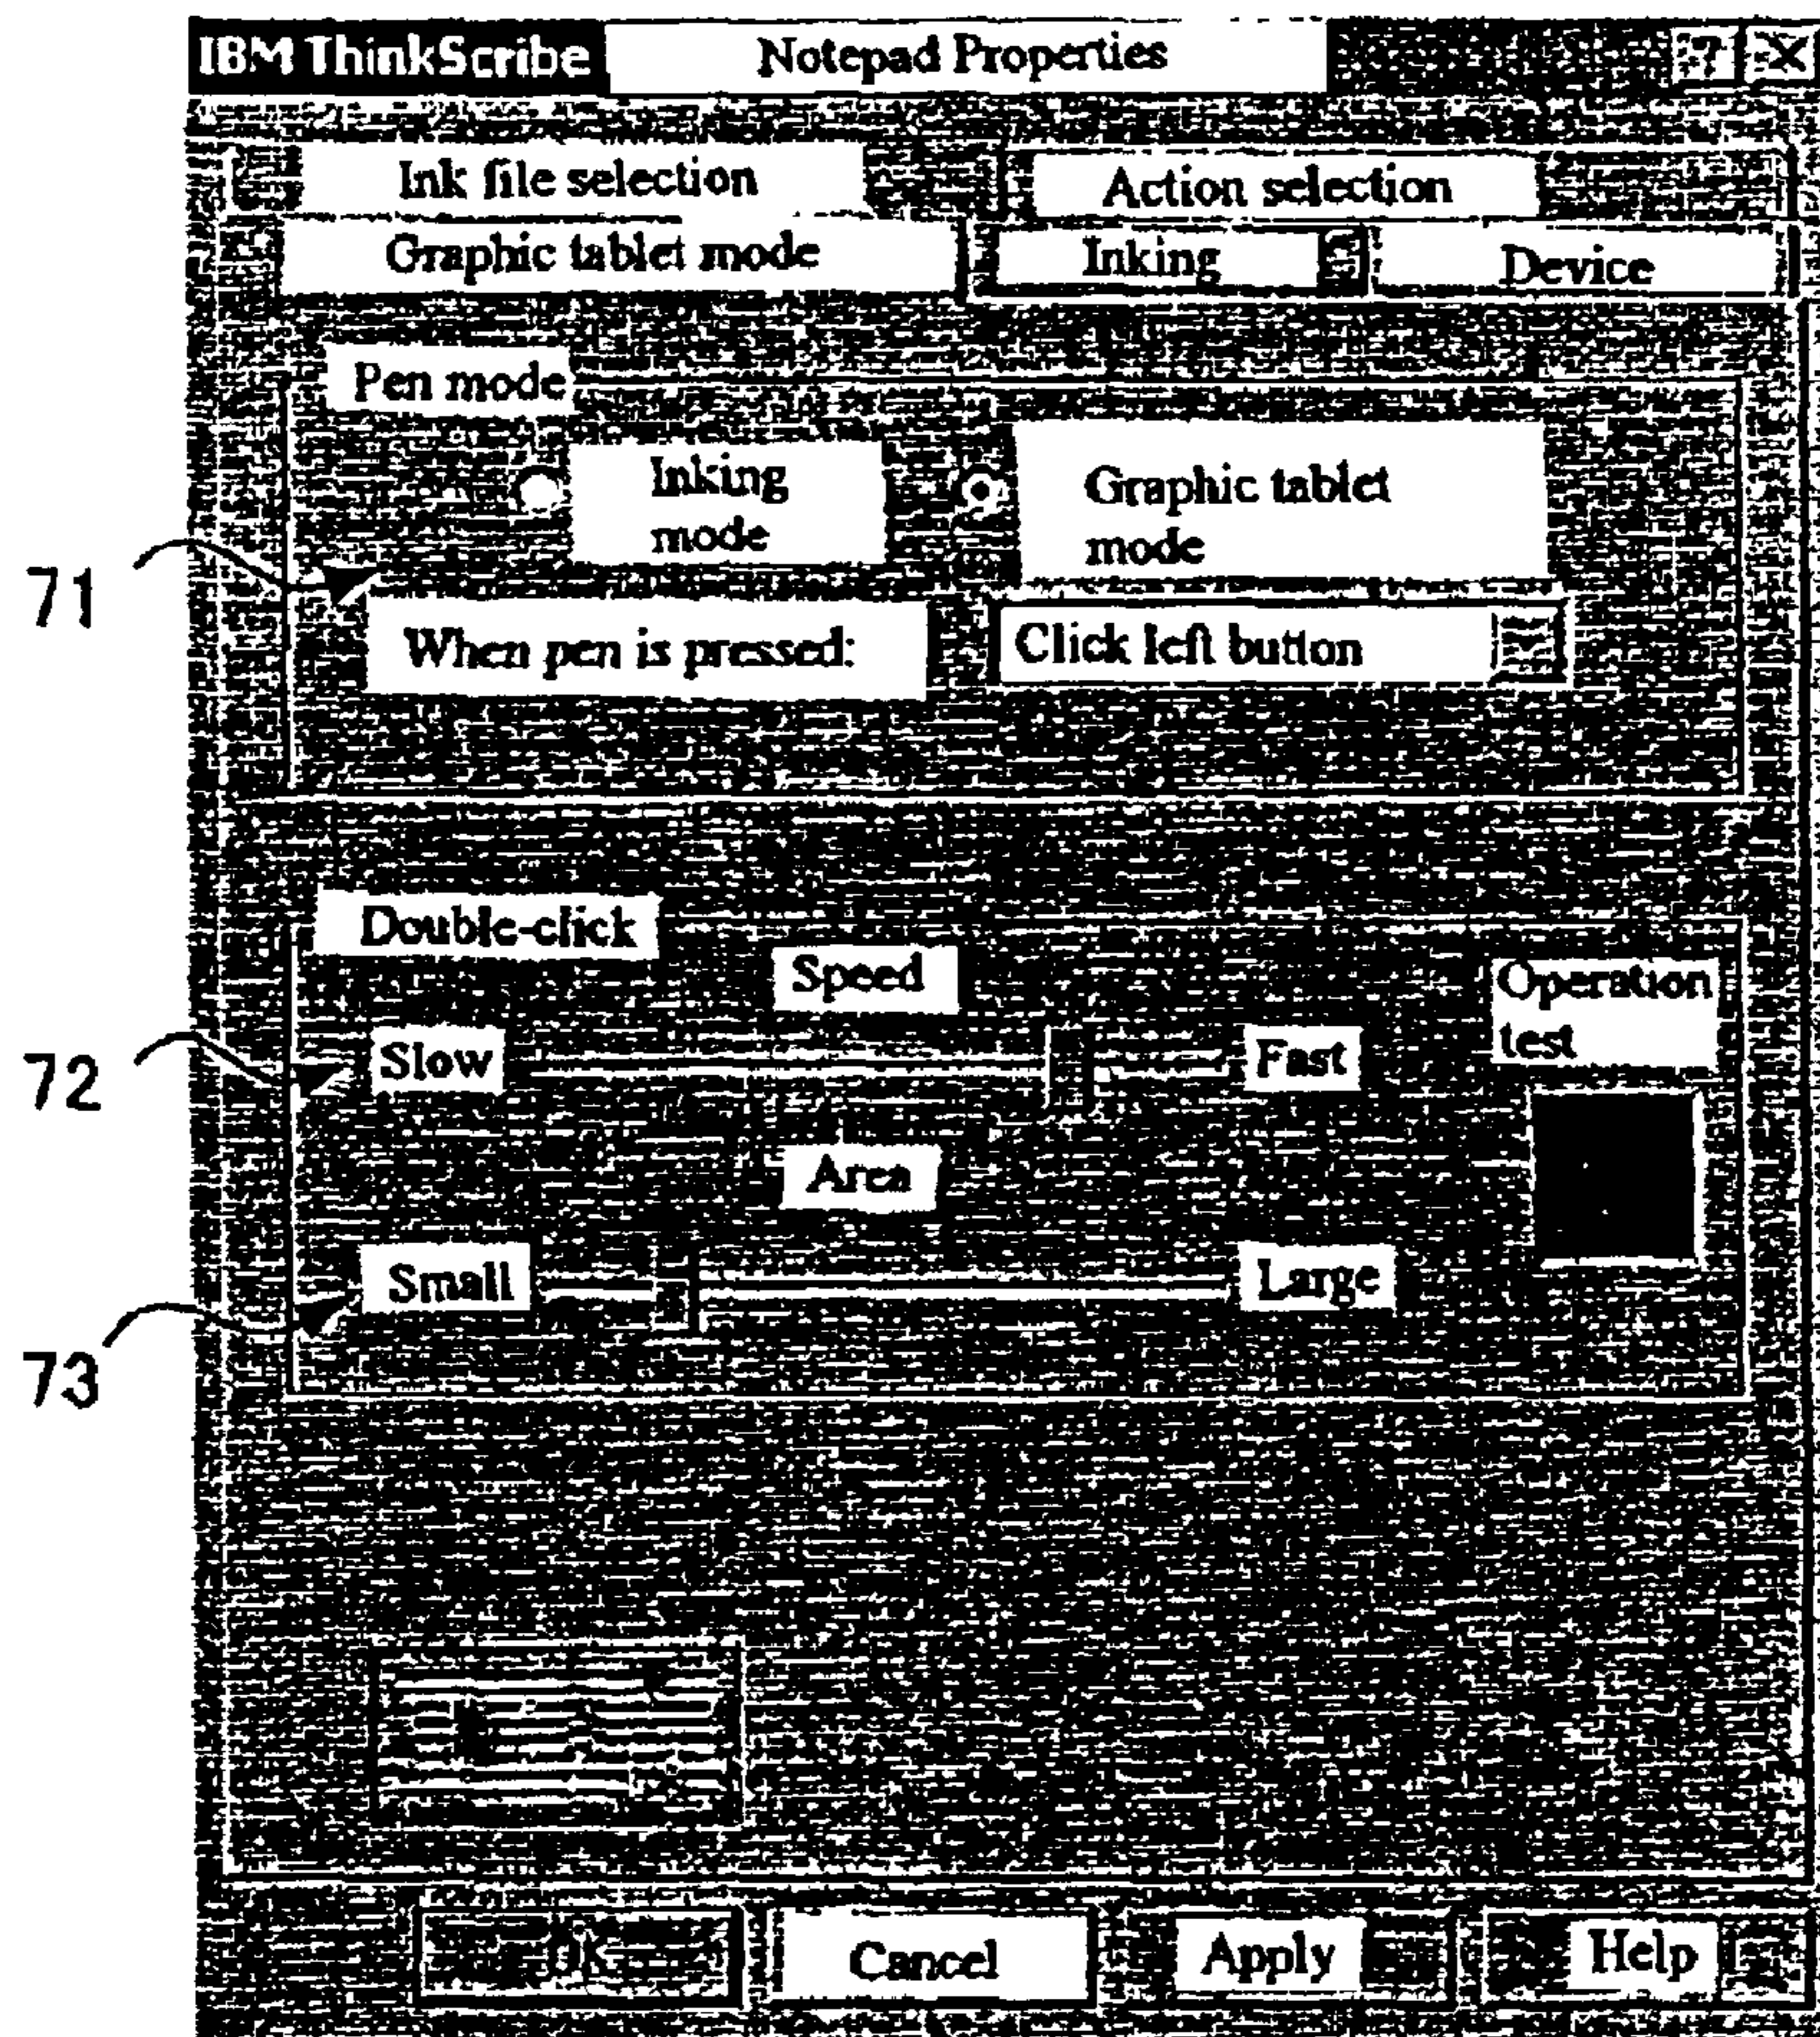 IBM ThinkScribe Notepad Properties ? X
Ink file selection Action selection
Graphic tablet mode Inking Device
Pen mode
Inking
mode
Graphic tablet
mode
71
When pen is pressed: Click left button
Double-click
Speed
Operation
test
72
Slow Fast
Area
Small Large
73
OK Cancel Apply Help